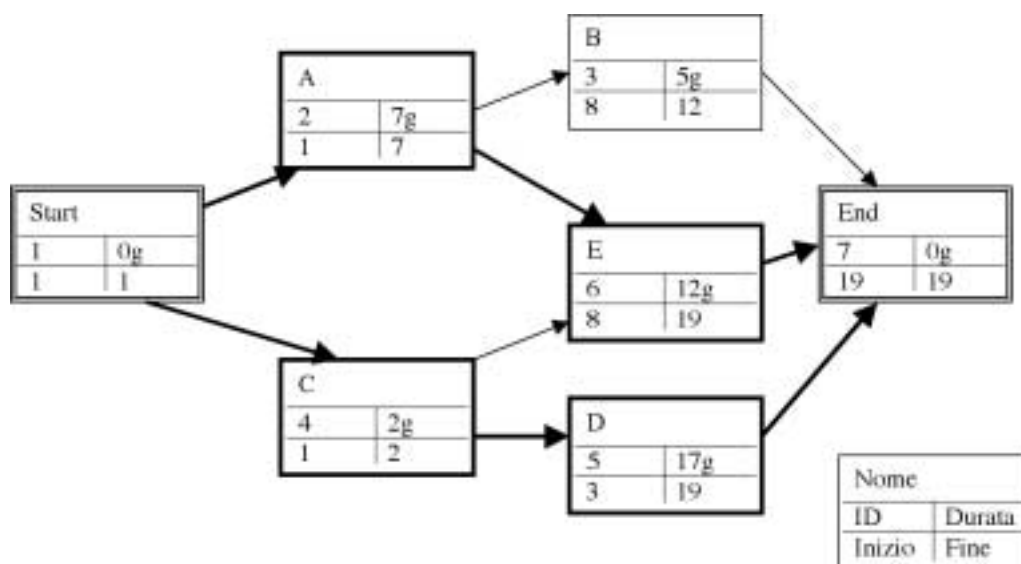 B
3 5g
8 12
A
2 7g
1 7
Start
1 0g
1 1
End
7 0g
19 19
E
6 12g
8 19
C
4 2g
1 2
D
5 17g
3 19
Nome
ID Durata
Inizio Fine